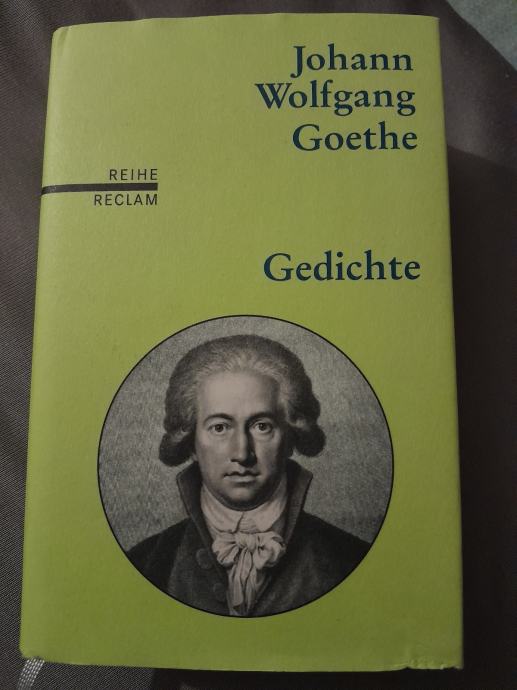 Johann
Wolfgang
Goethe
REIHE
RECLAM
Gedichte